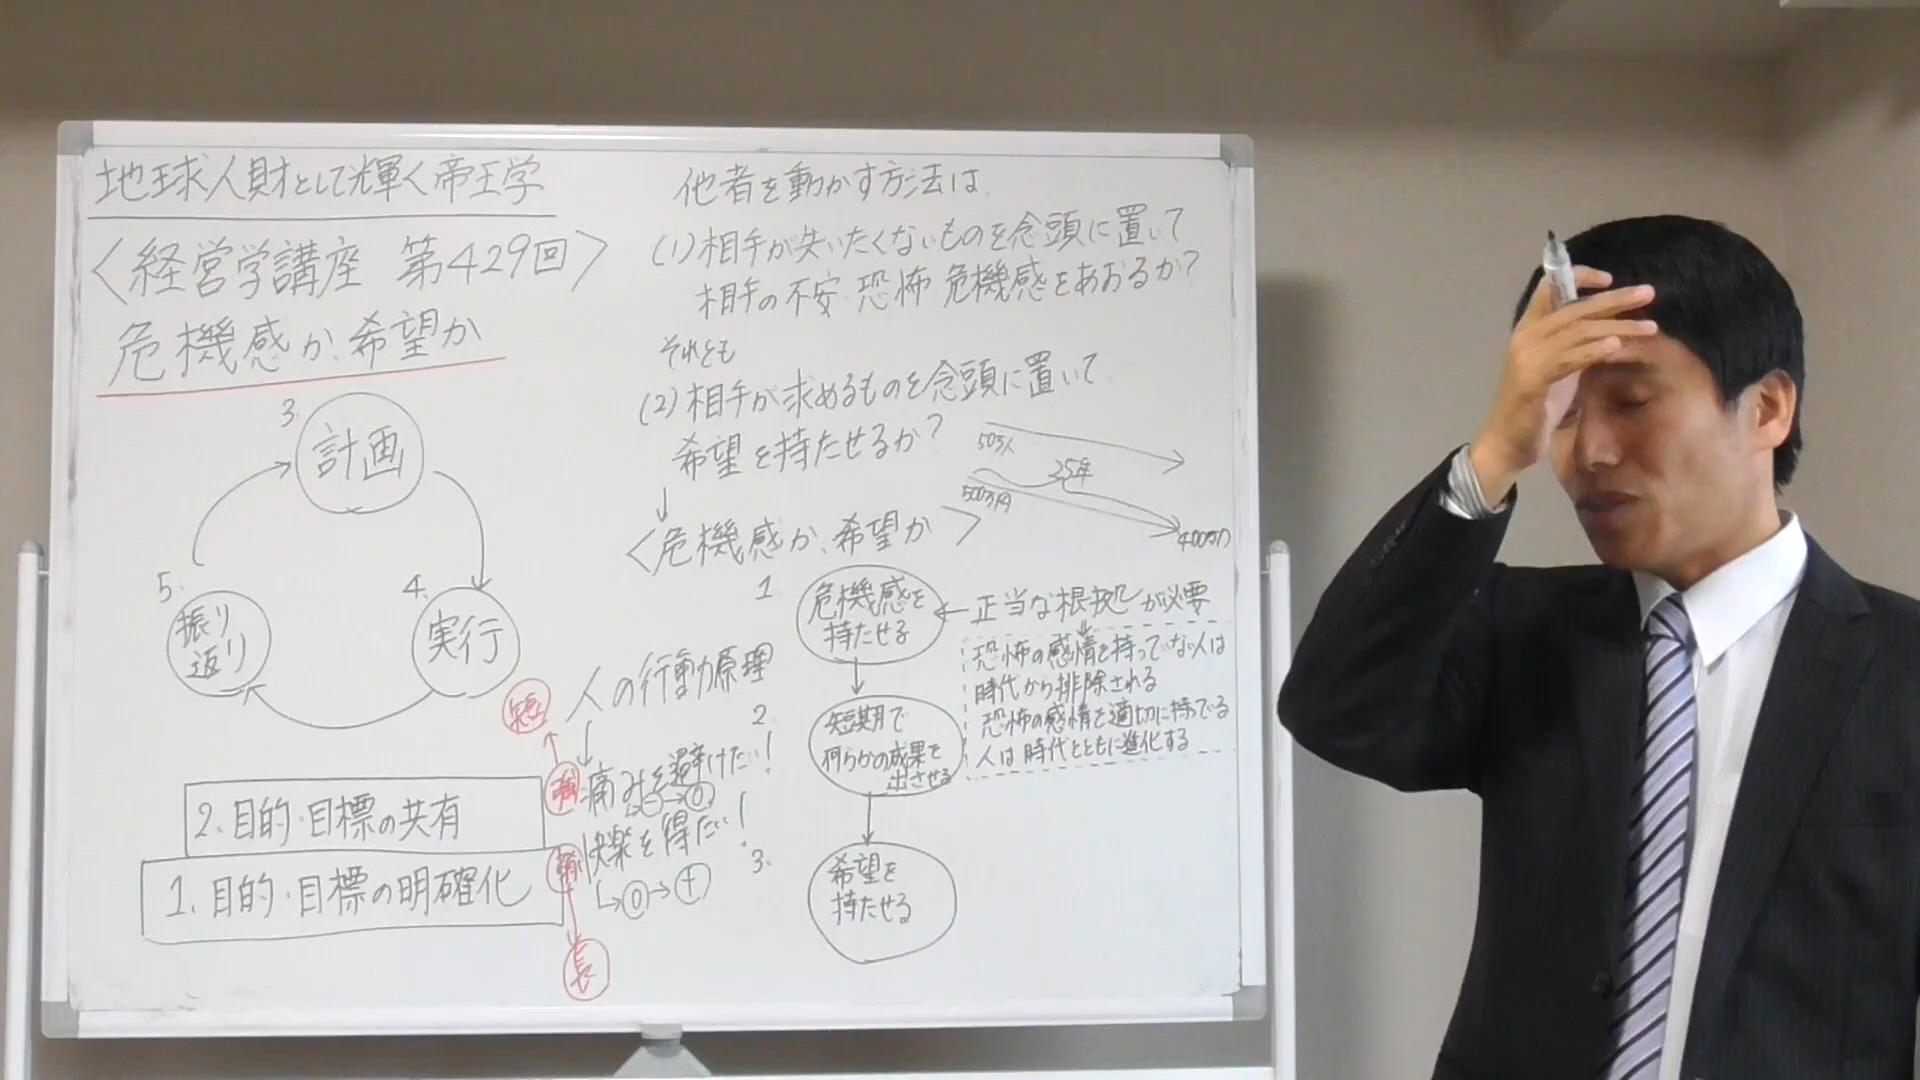 地球人財として輝く帝王学
〈経営学講座 第429回〉
危機感か、希望か
3.
計画
5.
振り
返り
4.
実行
2.目的・目標の共有
1.目的・目標の明確化
他者を動かす方法は
(1)相手が失いたくないものを念頭に置いて
相手の不安 恐怖 危機感をあおるか?
それとも
(2)相手が求めるものを念頭に置いて
希望を持たせるか?
50万人
25年
500万円
400万円
〈危機感か、希望か〉
人の行動原理
短
痛みを避けたい!
快楽を得たい!
0→+
長
1.
危機感を
持たせる
←正当な根拠が必要
恐怖の感情を持っていない人は
時代から排除される
恐怖の感情を適切に持てる
人は時代とともに進化する
2.
短期で
何らかの成果を
出させる
3.
希望を
持たせる